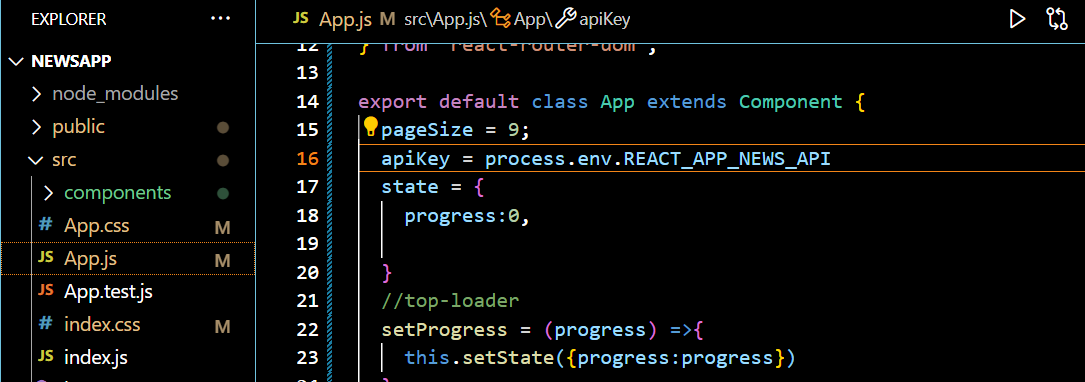 EXPLORER ...
NEWSAPP
node_modules
public
src
components
# App.css M
JS App.js M
JS App.test.js
# index.css M
JS index.js
JS App.js M src\App.js\App\apiKey
12 } from "react-router-dom";
13
14 export default class App extends Component {
15 pageSize = 9;
16 apiKey = process.env.REACT_APP_NEWS_API
17 state = {
18 progress:0,
19
20 }
21 //top-loader
22 setProgress = (progress) =>{
23 this.setState({progress:progress})